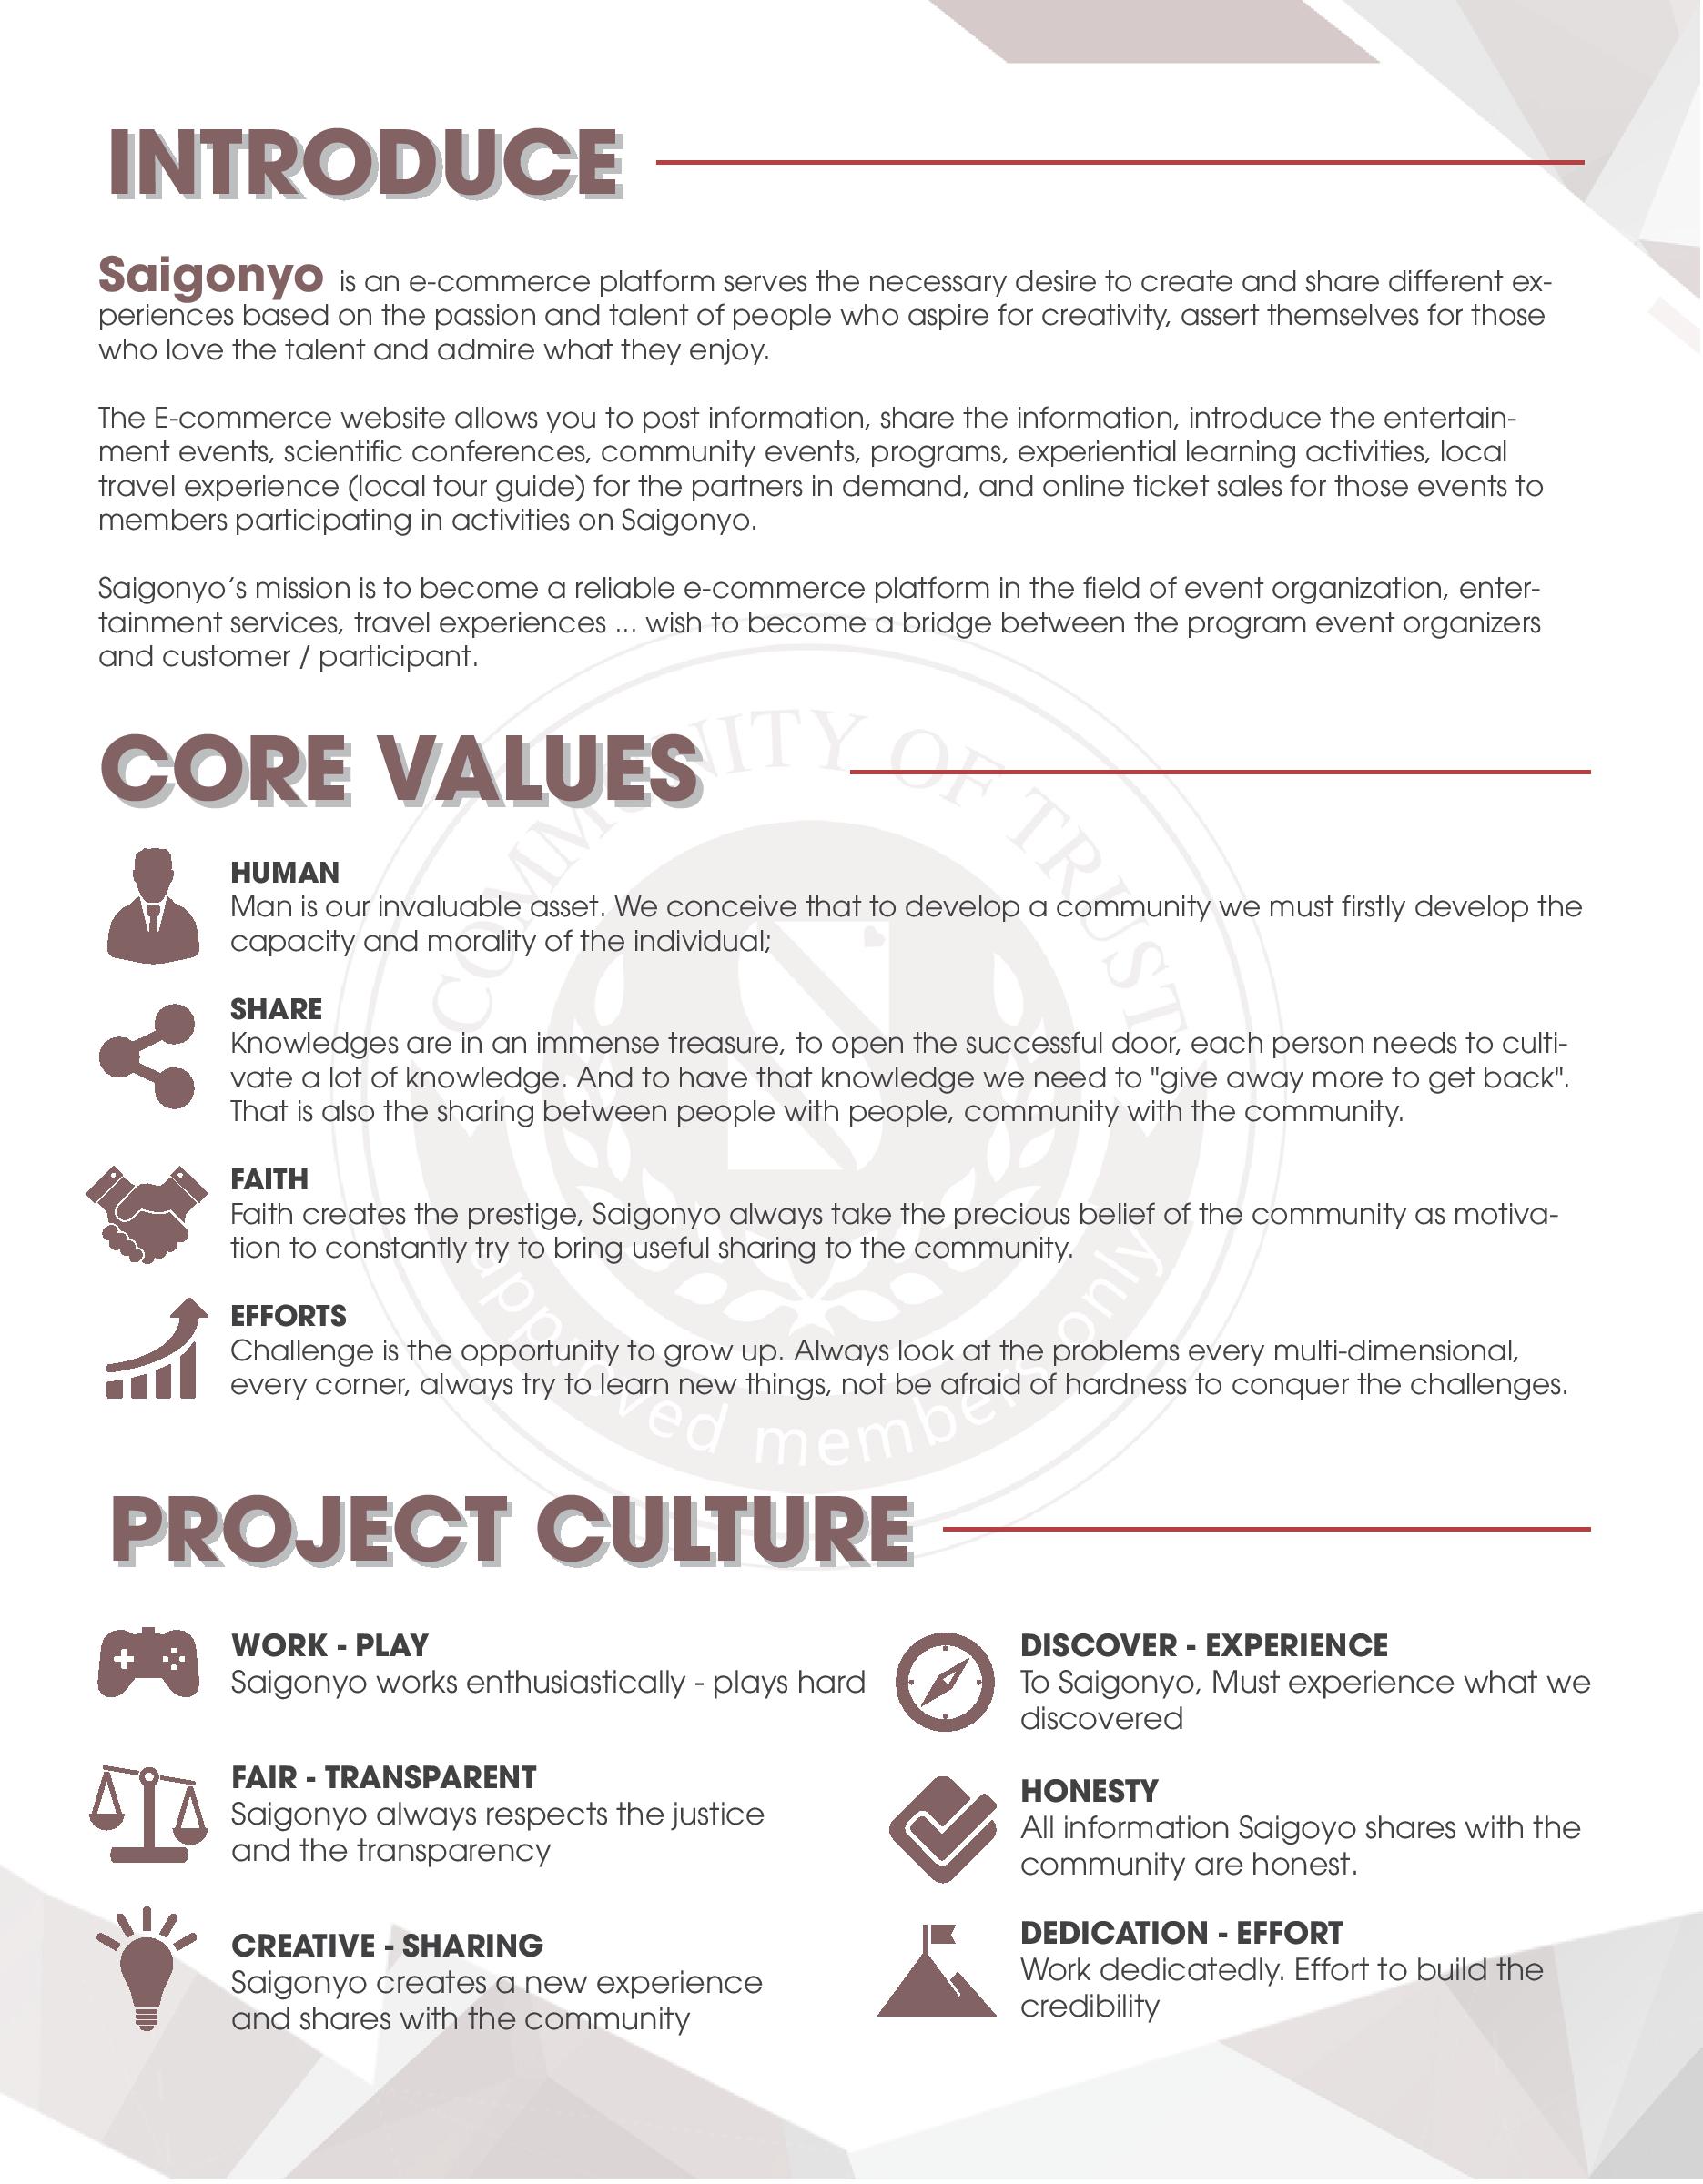 INTRODUCE
Saigonyo is an e-commerce platform serves the necessary desire to create and share different ex-
periences based on the passion and talent of people who aspire for creativity, assert themselves for those
who love the talent and admire what they enjoy.
The E-commerce website allows you to post information, share the information, introduce the entertain-
ment events, scientific conferences, community events, programs, experiential learning activities, local
travel experience (local tour guide) for the partners in demand, and online ticket sales for those events to
members participating in activities on Saigonyo.
Saigonyo's mission is to become a reliable e-commerce platform in the field of event organization, enter-
tainment services, travel experiences ... wish to become a bridge between the program event organizers
and customer / participant.
COMMUNITY OF TRUST
CORE VALUES
HUMAN
Man is our invaluable asset. We conceive that to develop a community we must firstly develop the
capacity and morality of the individual;
SHARE
Knowledges are in an immense treasure, to open the successful door, each person needs to culti-
vate a lot of knowledge. And to have that knowledge we need to "give away more to get back".
That is also the sharing between people with people, community with the community.
FAITH
Faith creates the prestige, Saigonyo always take the precious belief of the community as motiva-
tion to constantly try to bring useful sharing to the community.
EFFORTS
Challenge is the opportunity to grow up. Always look at the problems every multi-dimensional,
every corner, always try to learn new things, not be afraid of hardness to conquer the challenges.
approved members only
PROJECT CULTURE
WORK - PLAY
Saigonyo works enthusiastically - plays hard
DISCOVER - EXPERIENCE
To Saigonyo, Must experience what we
discovered
FAIR - TRANSPARENT
Saigonyo always respects the justice
and the transparency
HONESTY
All information Saigoyo shares with the
community are honest.
CREATIVE - SHARING
Saigonyo creates a new experience
and shares with the community
DEDICATION - EFFORT
Work dedicatedly. Effort to build the
credibility